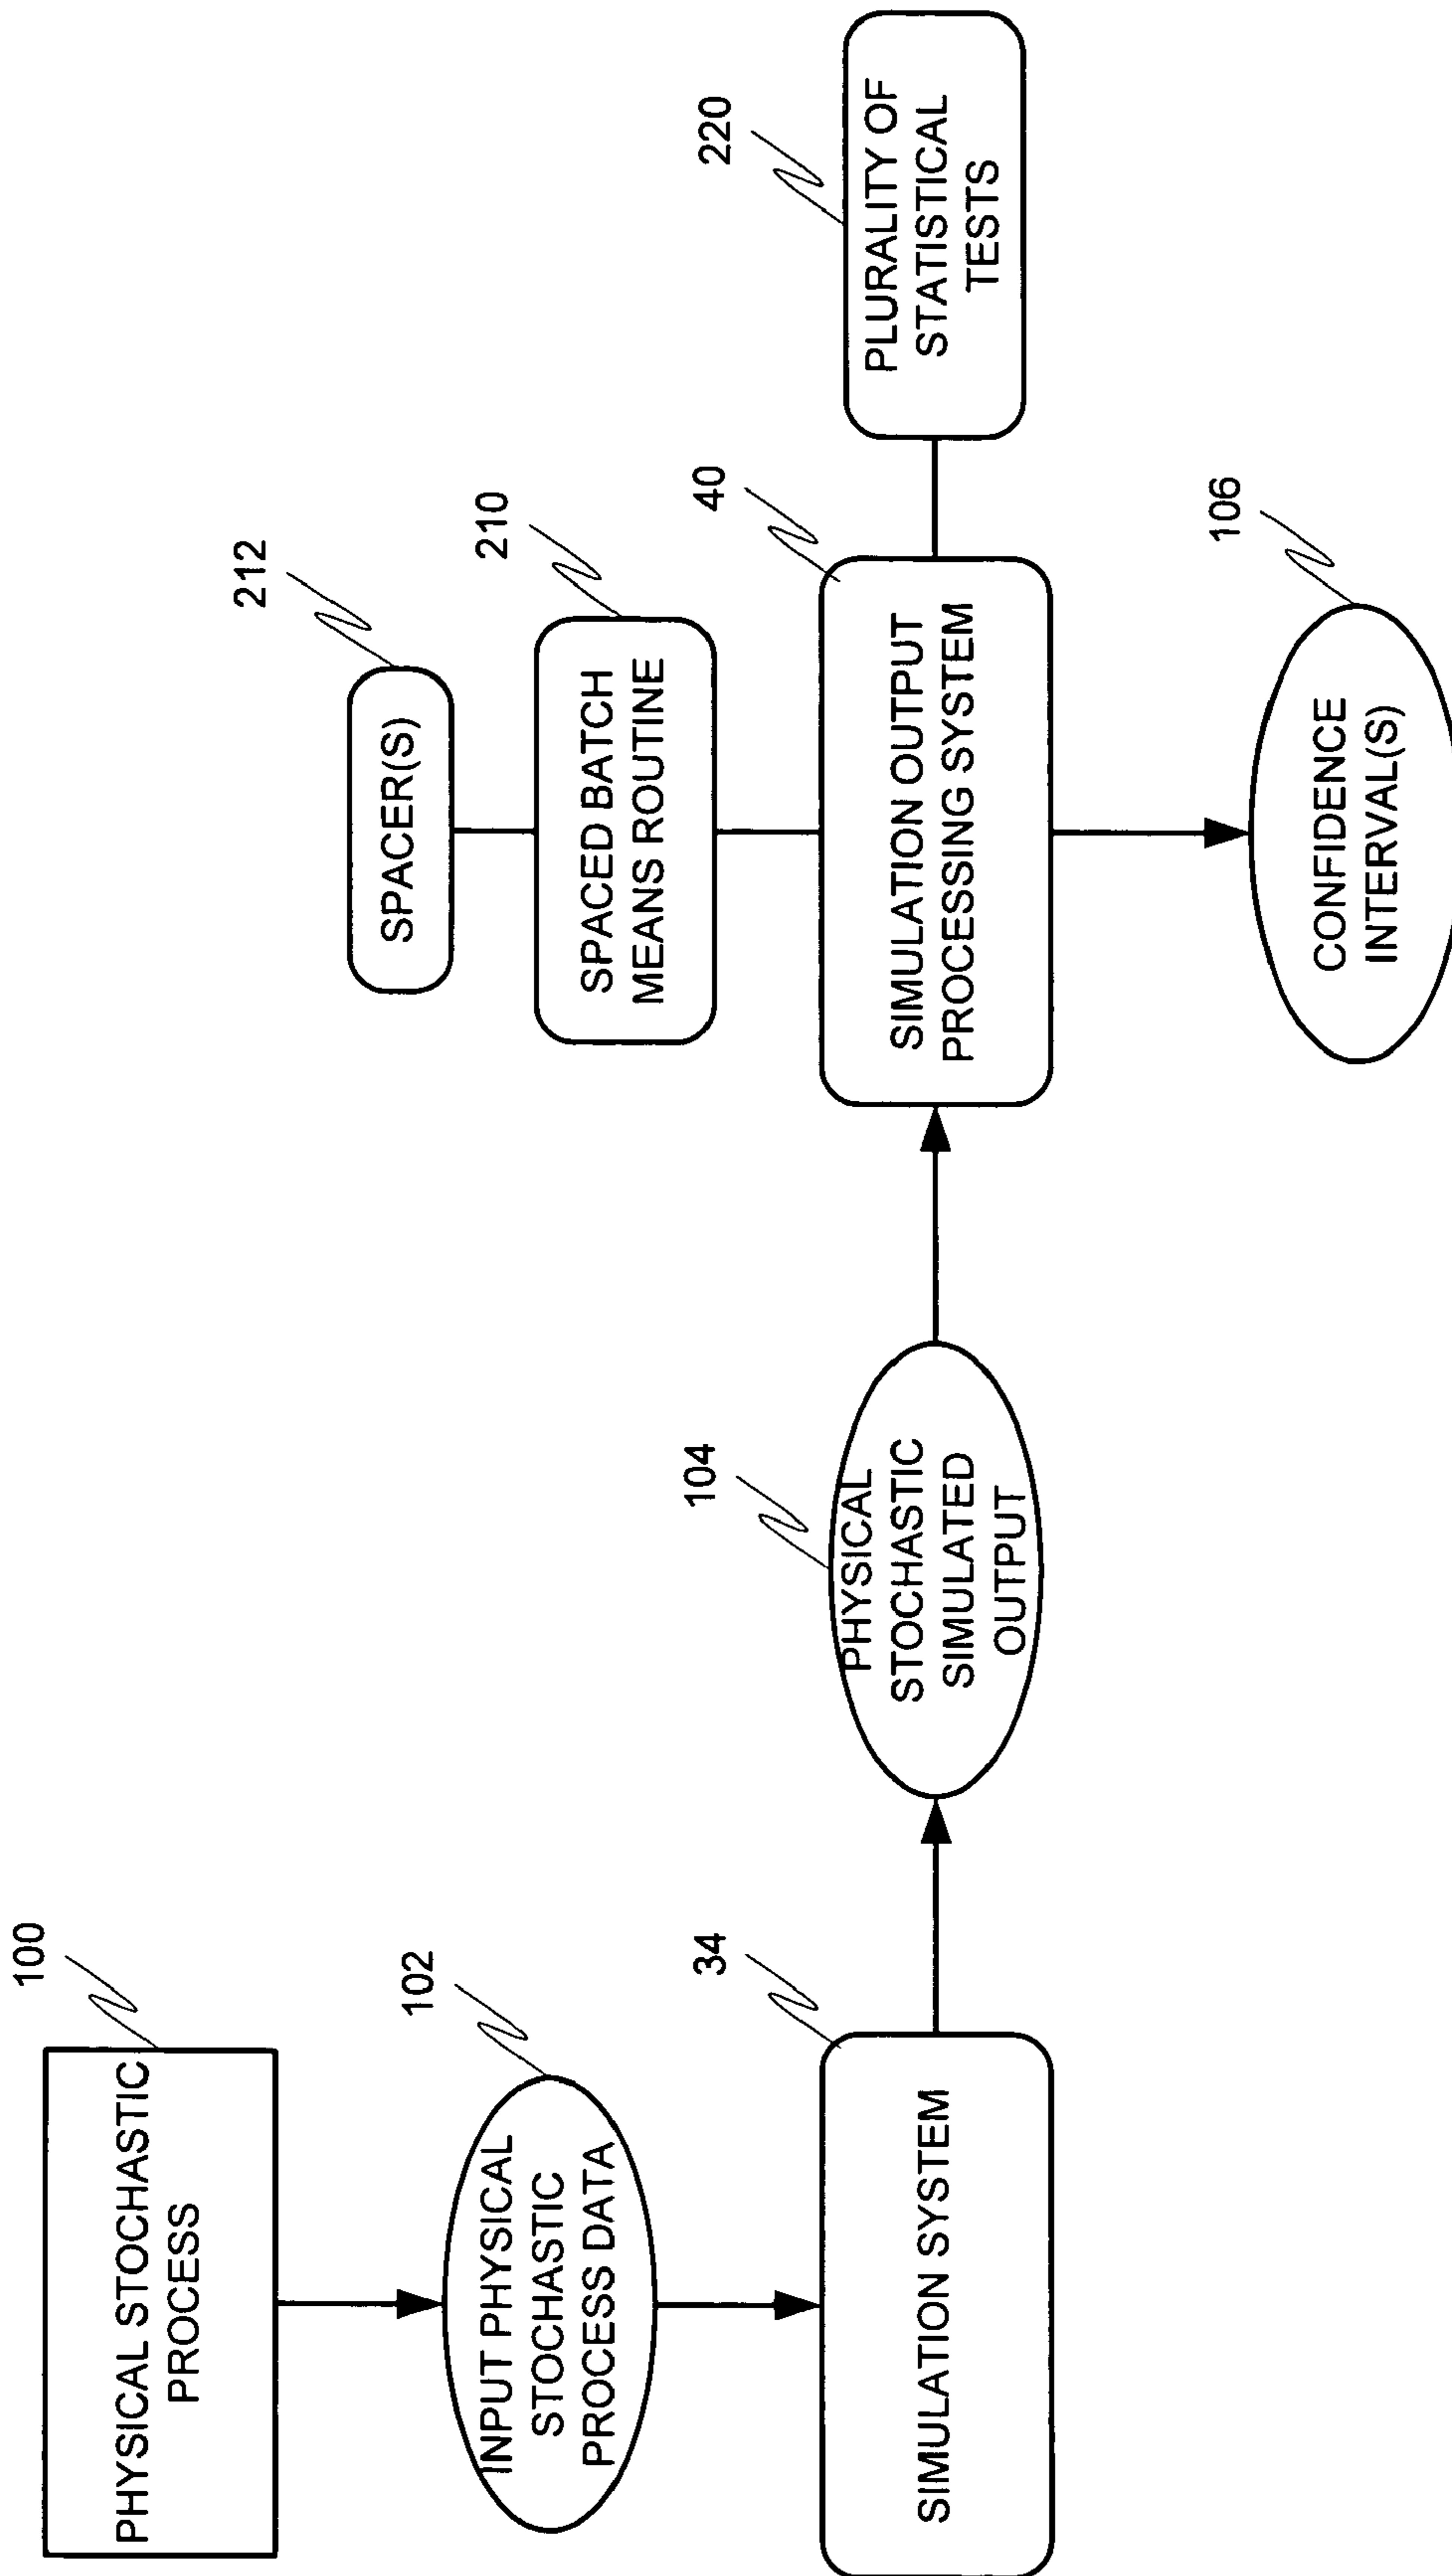 100
PHYSICAL STOCHASTIC
PROCESS
102
INPUT PHYSICAL
STOCHASTIC
PROCESS DATA
34
SIMULATION SYSTEM
104
PHYSICAL
STOCHASTIC
SIMULATED
OUTPUT
212
SPACER(S)
210
SPACED BATCH
MEANS ROUTINE
40
SIMULATION OUTPUT
PROCESSING SYSTEM
220
PLURALITY OF
STATISTICAL
TESTS
106
CONFIDENCE
INTERVAL(S)